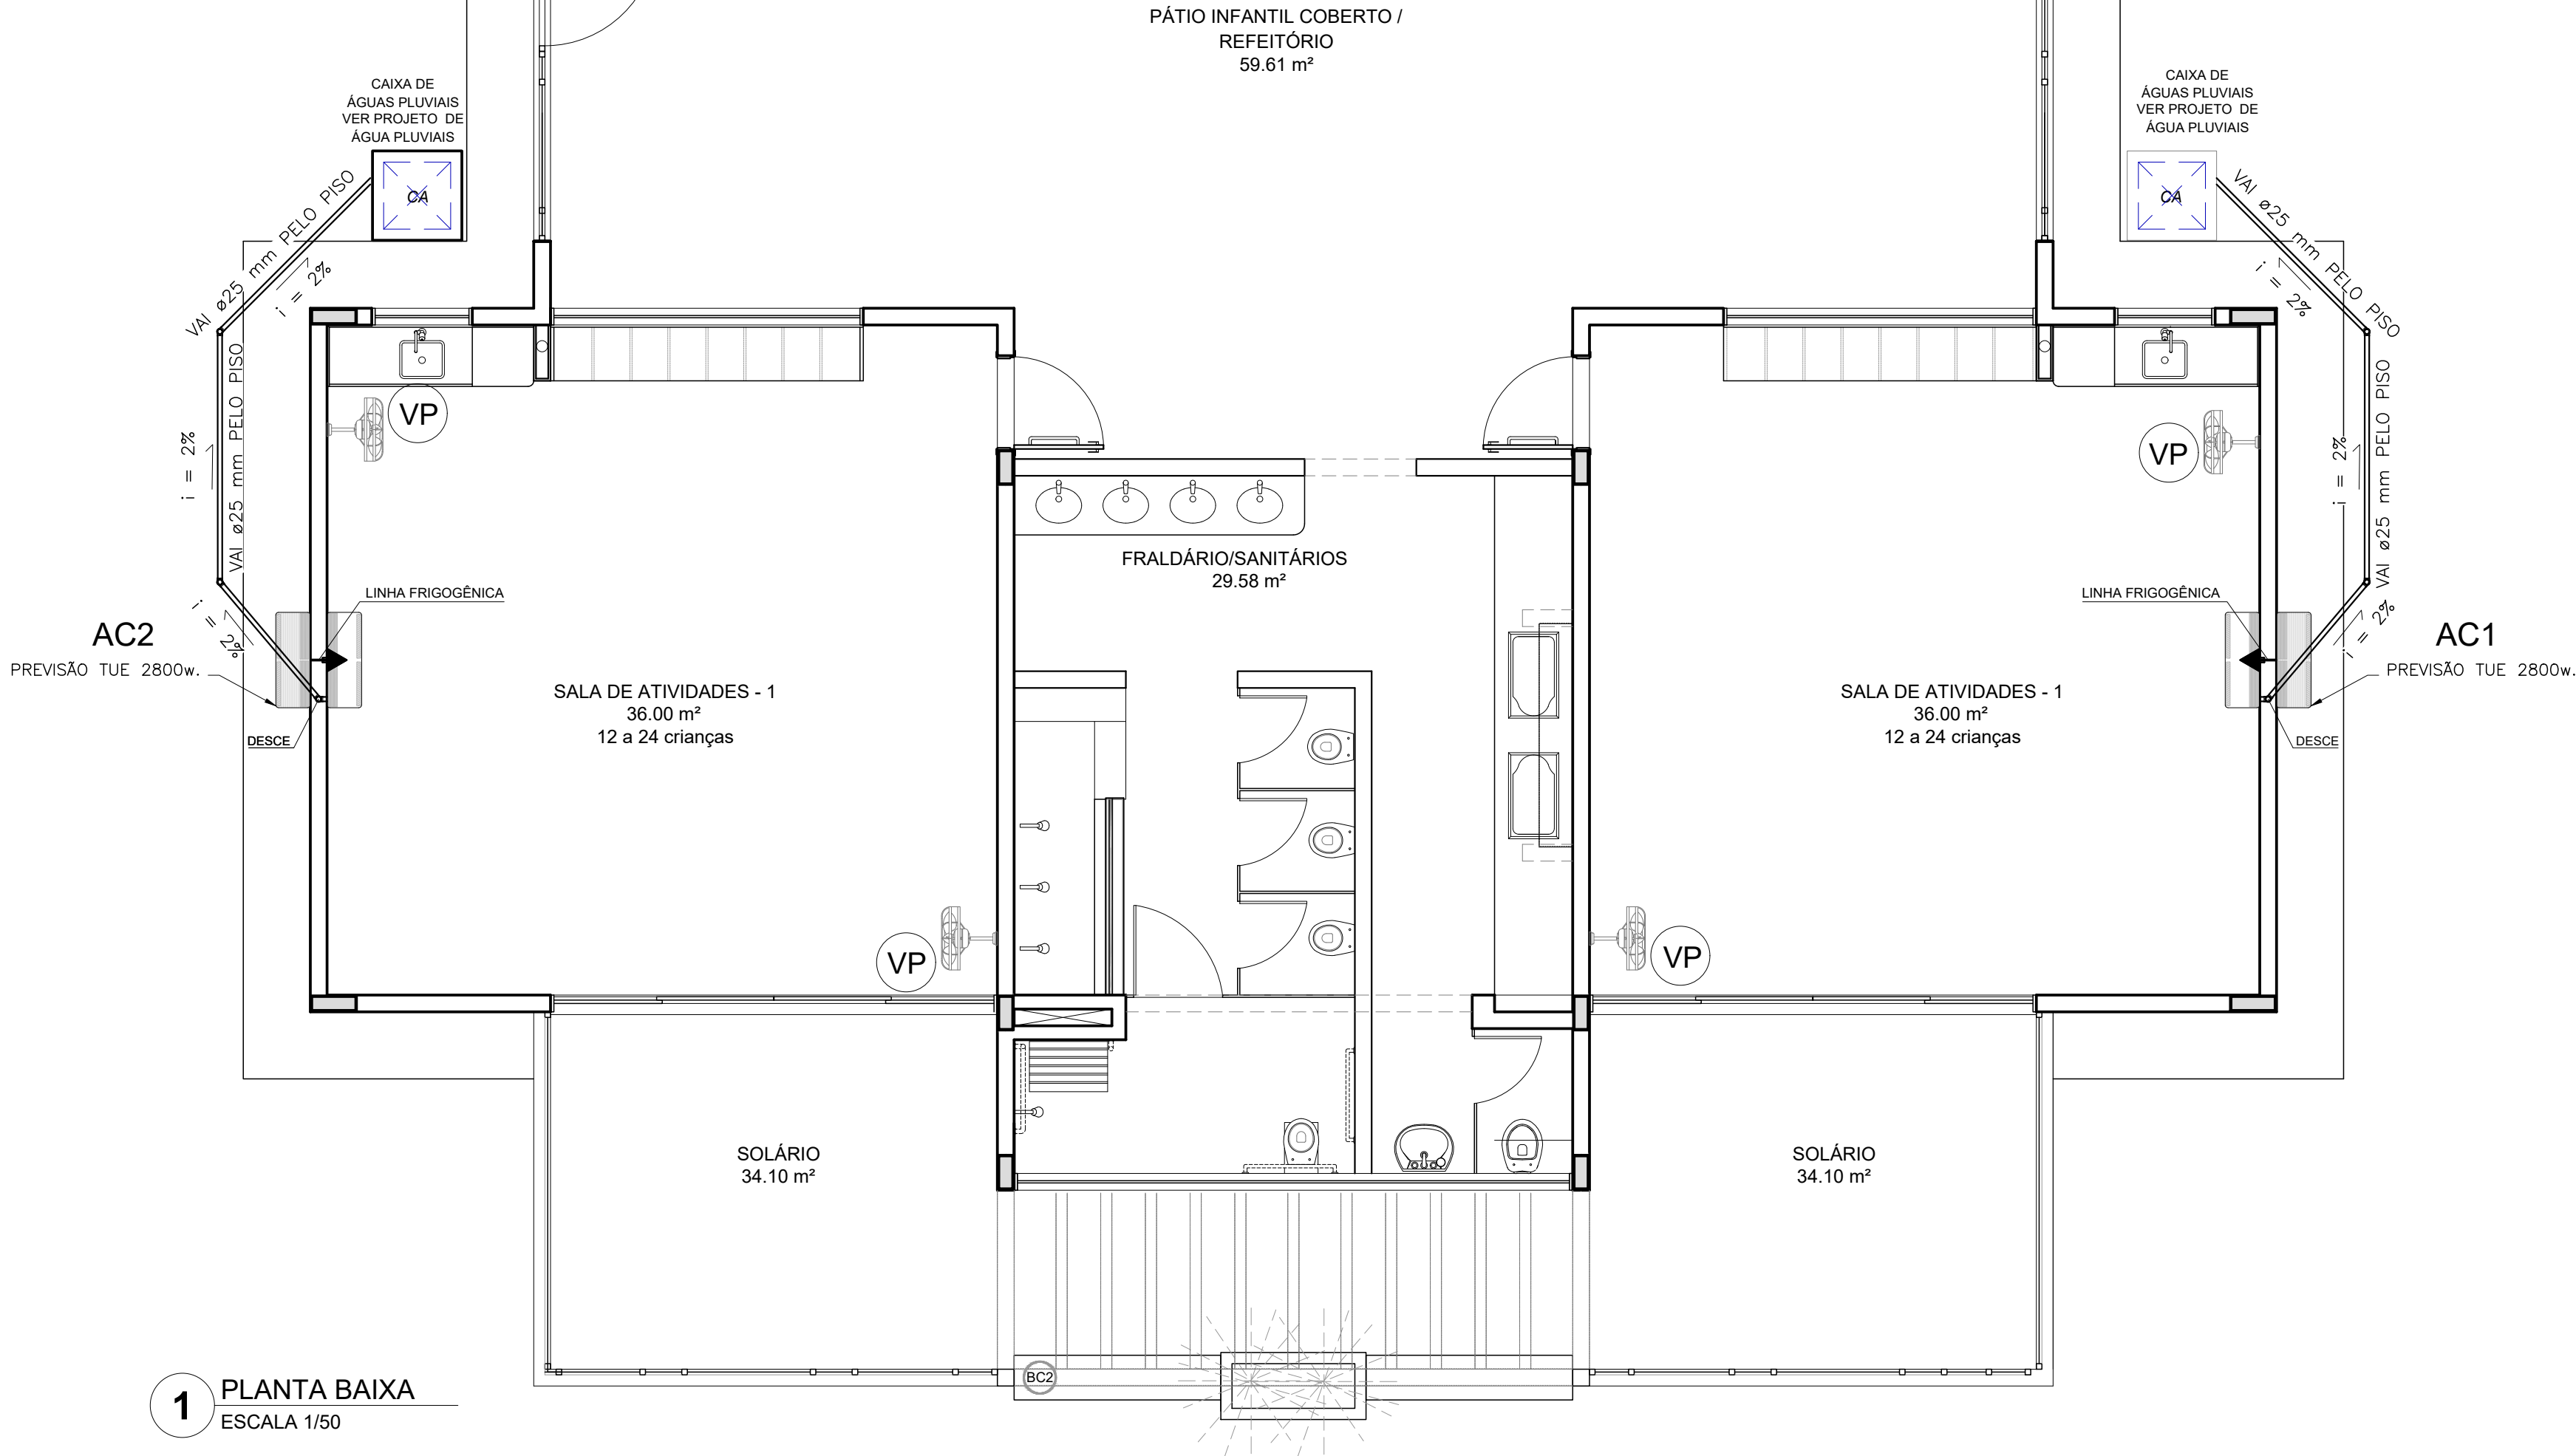 PÁTIO INFANTIL COBERTO /
REFEITÓRIO
59.61 m²
CAIXA DE
ÁGUAS PLUVIAIS
VER PROJETO DE
ÁGUA PLUVIAIS
CA
CAIXA DE
ÁGUAS PLUVIAIS
VER PROJETO DE
ÁGUA PLUVIAIS
CA
VAI ø25 mm PELO PISO
i = 2%
VAI ø25 mm PELO PISO
i = 2%
VAI ø25 mm PELO PISO
i = 2%
VAI ø25 mm PELO PISO
i = 2%
VP
VP
FRALDÁRIO/SANITÁRIOS
29.58 m²
LINHA FRIGOGÊNICA
LINHA FRIGOGÊNICA
i = 2%
i = 2%
AC2
PREVISÃO TUE 2800w.
AC1
PREVISÃO TUE 2800w.
SALA DE ATIVIDADES - 1
36.00 m²
12 a 24 crianças
SALA DE ATIVIDADES - 1
36.00 m²
12 a 24 crianças
DESCE
DESCE
VP
VP
SOLÁRIO
34.10 m²
SOLÁRIO
34.10 m²
BC2
1
PLANTA BAIXA
ESCALA 1/50